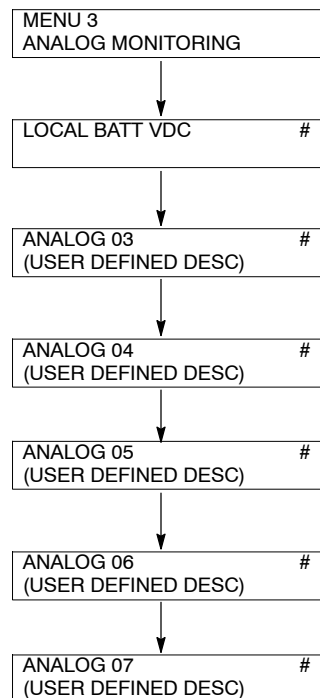 MENU 3
ANALOG MONITORING
LOCAL BATT VDC #
ANALOG 03 #
(USER DEFINED DESC)
ANALOG 04 #
(USER DEFINED DESC)
ANALOG 05 #
(USER DEFINED DESC)
ANALOG 06 #
(USER DEFINED DESC)
ANALOG 07 #
(USER DEFINED DESC)